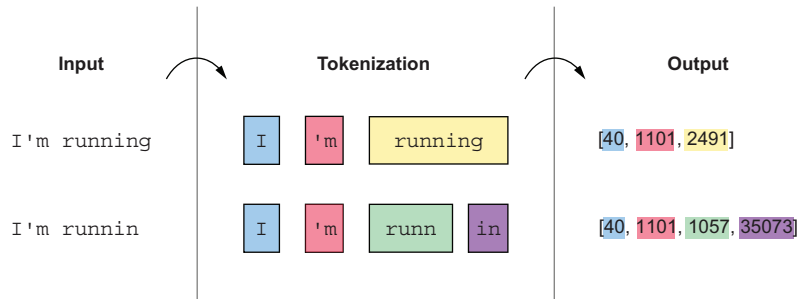 Input Tokenization Output
I'm running I 'm running [40, 1101, 2491]
I'm runnin I 'm runn in [40, 1101, 1057, 35073]